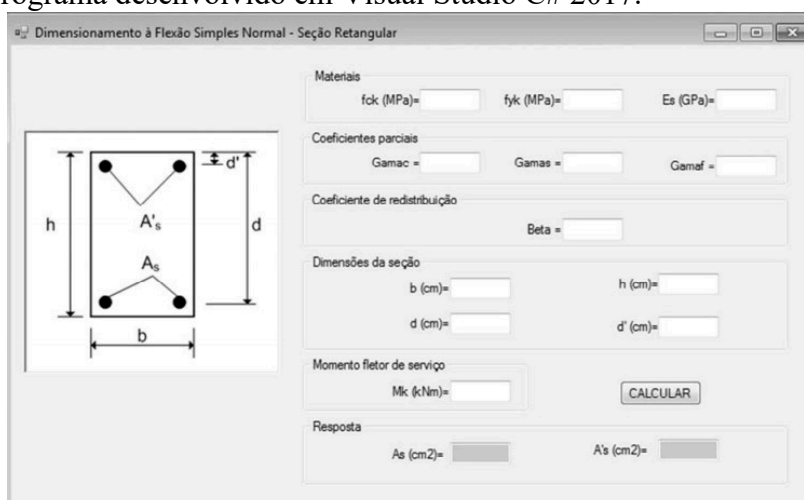 rograma desenvolvido em Visual Studio C# 2017.
Dimensionamento à Flexão Simples Normal - Seção Retangular
Materiais
fck (MPa)= fyk (MPa)= Es (GPa)=
Coeficientes parciais
Gamac = Gamas = Gamaf =
Coeficiente de redistribuição
Beta =
Dimensões da seção
b (cm)= h (cm)=
d (cm)= d' (cm)=
Momento fletor de serviço
Mk (kNm)= CALCULAR
Resposta
As (cm2)= A's (cm2)=
d'
h A's d
As
b